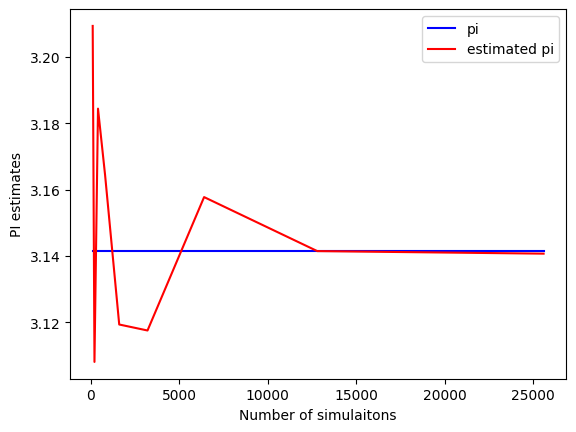 pi
estimated pi
3.20
3.18
3.16
3.14
3.12
PI estimates
0
5000
10000
15000
20000
25000
Number of simulaitons